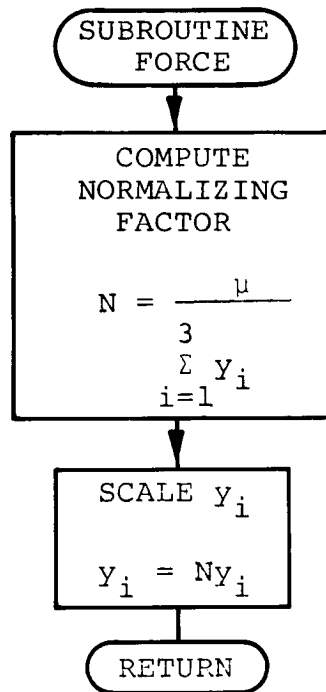 SUBROUTINE
FORCE
COMPUTE
NORMALIZING
FACTOR
N = μ
3
Σ y_i
i=1
SCALE y_i
y_i = Ny_i
RETURN